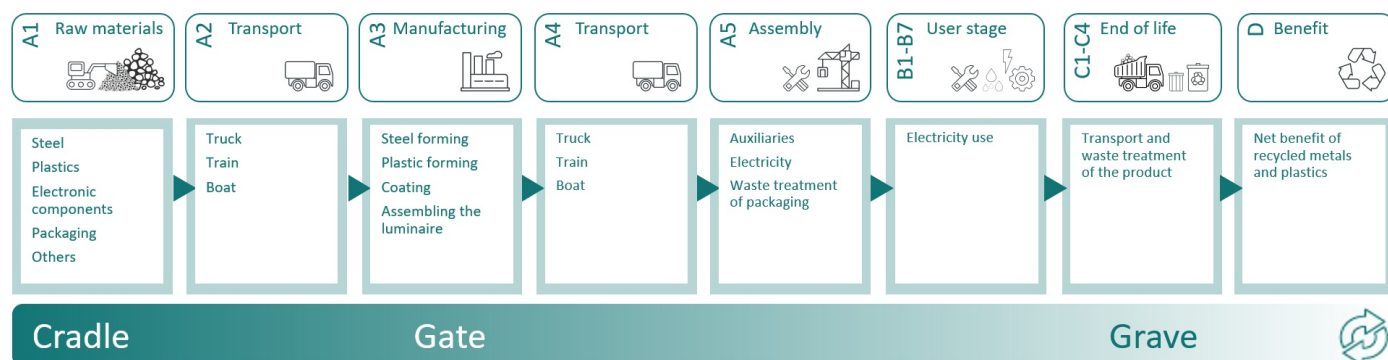 A1 Raw materials
A2 Transport
A3 Manufacturing
A4 Transport
A5 Assembly
B1-B7 User stage
C1-C4 End of life
D Benefit
Steel
Plastics
Electronic
components
Packaging
Others
Truck
Train
Boat
Steel forming
Plastic forming
Coating
Assembling the
luminaire
Truck
Train
Boat
Auxiliaries
Electricity
Waste treatment
of packaging
Electricity use
Transport and
waste treatment
of the product
Net benefit of
recycled metals
and plastics
Cradle
Gate
Grave